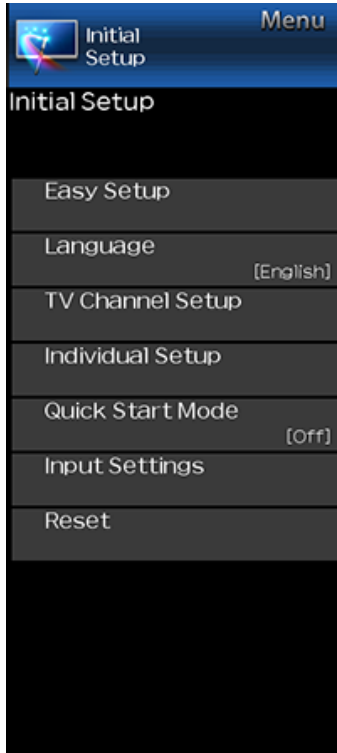 Menu
Initial
Setup
Initial Setup
Easy Setup
Language
[English]
TV Channel Setup
Individual Setup
Quick Start Mode
[Off]
Input Settings
Reset